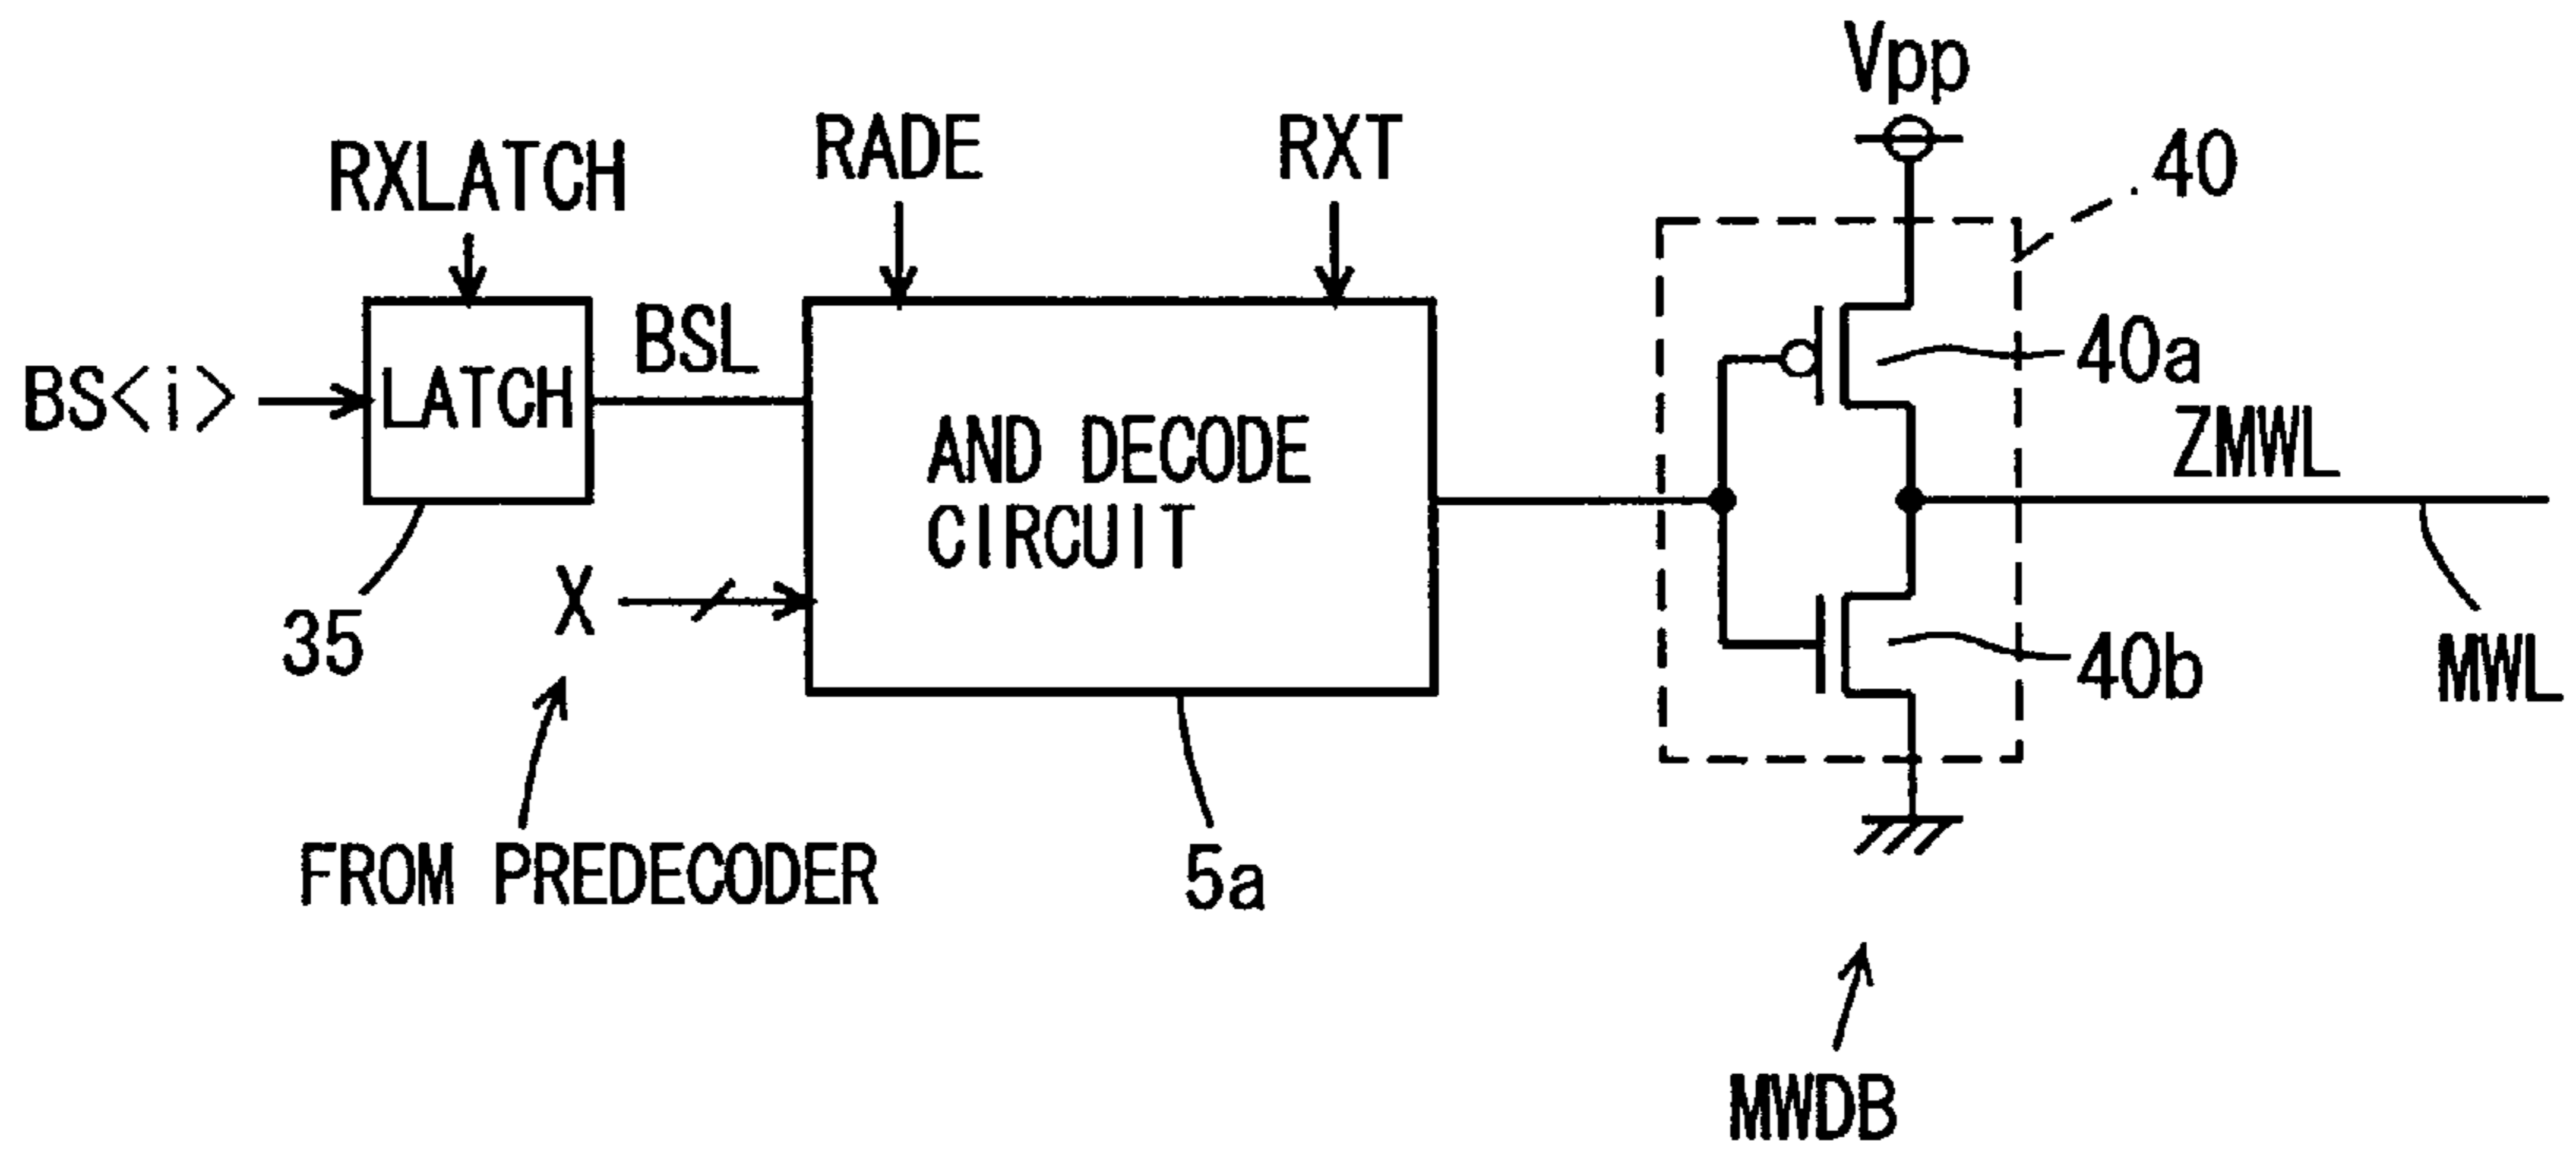 Vpp
RXLATCH
RADE
RXT
40
BS<i>
LATCH
BSL
AND DECODE
CIRCUIT
40a
ZMWL
35
X
40b
MWL
FROM PREDECODER
5a
MWDB